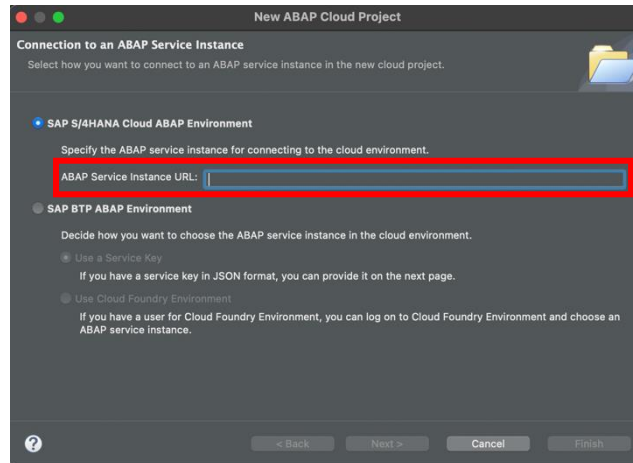 New ABAP Cloud Project
Connection to an ABAP Service Instance
Select how you want to connect to an ABAP service instance in the new cloud project.
SAP S/4HANA Cloud ABAP Environment
Specify the ABAP service instance for connecting to the cloud environment.
ABAP Service Instance URL:
SAP BTP ABAP Environment
Decide how you want to choose the ABAP service instance in the cloud environment.
Use a Service Key
If you have a service key in JSON format, you can provide it on the next page.
Use Cloud Foundry Environment
If you have a user for Cloud Foundry Environment, you can log on to Cloud Foundry Environment and choose an
ABAP service instance.
? < Back Next > Cancel Finish